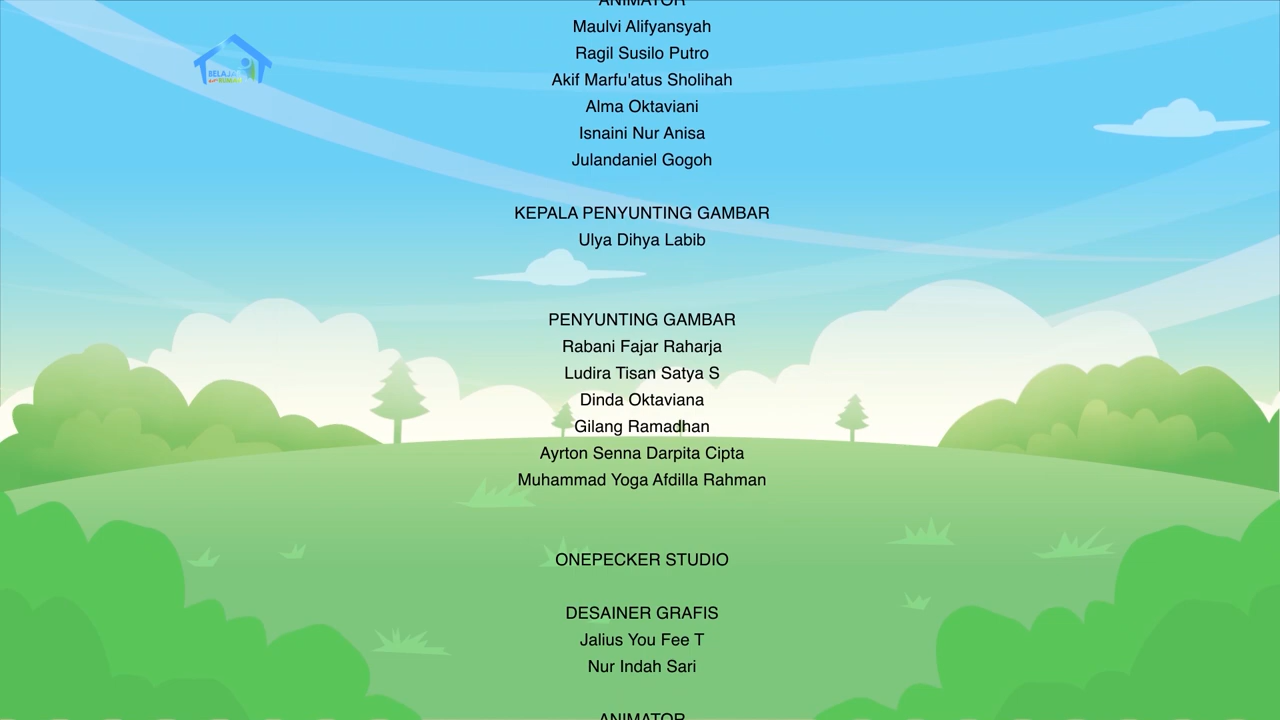 ANIMATOR
Maulvi Alifyansyah
Ragil Susilo Putro
Akif Marfu'atus Sholihah
Alma Oktaviani
Isnaini Nur Anisa
Julandaniel Gogoh
KEPALA PENYUNTING GAMBAR
Ulya Dihya Labib
PENYUNTING GAMBAR
Rabani Fajar Raharja
Ludira Tisan Satya S
Dinda Oktaviana
Gilang Ramadhan
Ayrton Senna Darpita Cipta
Muhammad Yoga Afdilla Rahman
ONEPECKER STUDIO
DESAINER GRAFIS
Jalius You Fee T
Nur Indah Sari
ANIMATOR